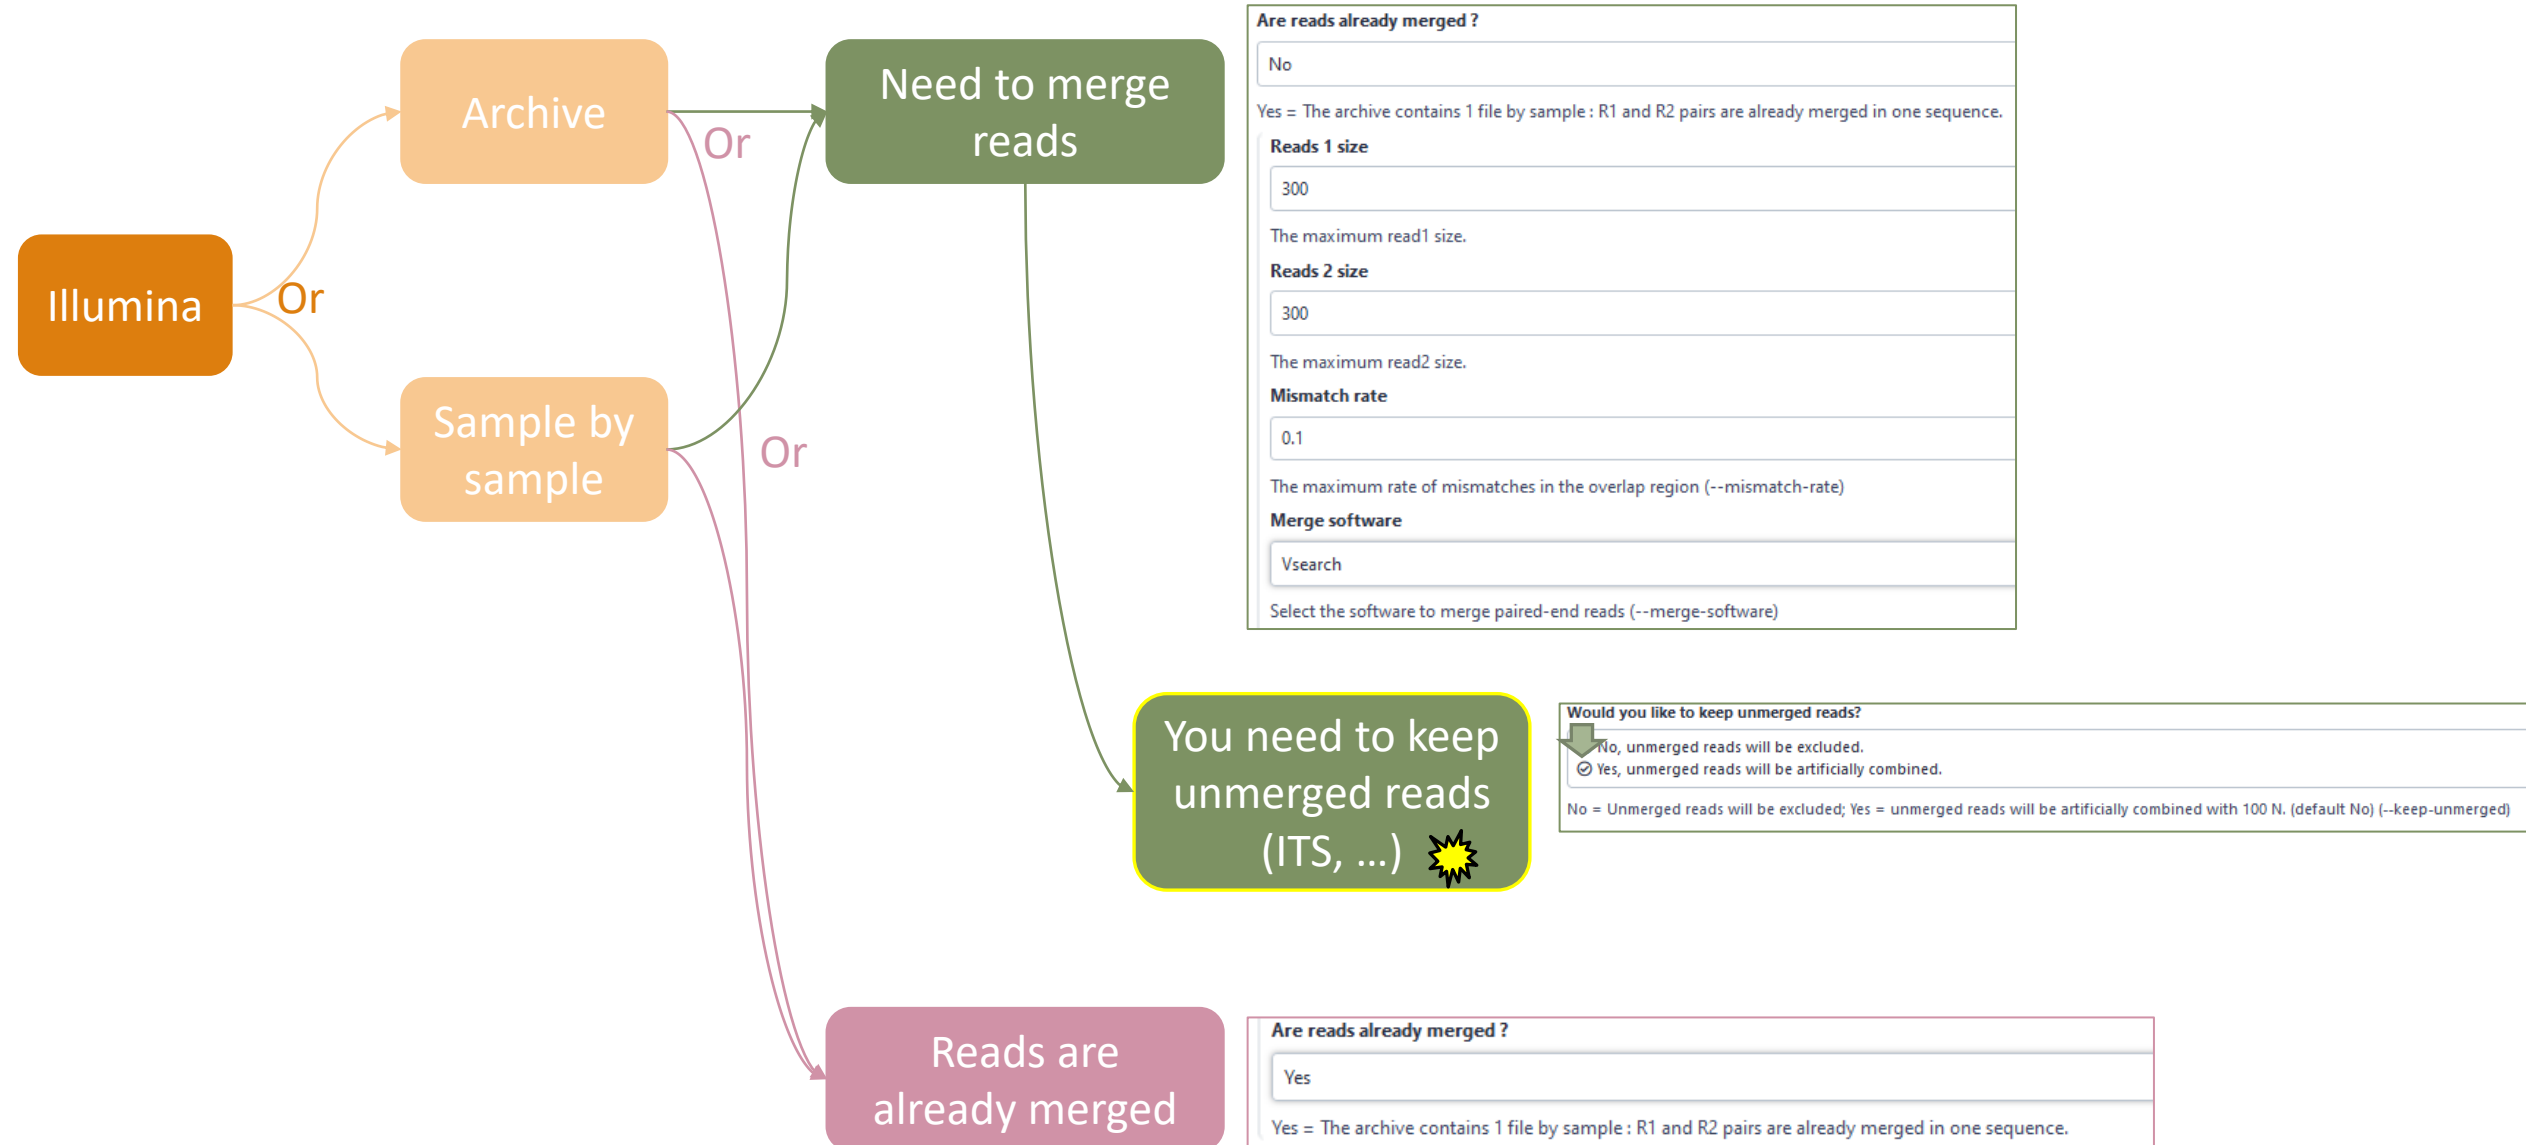 Illumina
Or
Archive
Sample by
sample
Or
Or
Need to merge
reads
Are reads already merged ?
No
Yes = The archive contains 1 file by sample : R1 and R2 pairs are already merged in one sequence.
Reads 1 size
300
The maximum read1 size.
Reads 2 size
300
The maximum read2 size.
Mismatch rate
0.1
The maximum rate of mismatches in the overlap region (--mismatch-rate)
Merge software
Vsearch
Select the software to merge paired-end reads (--merge-software)
You need to keep
unmerged reads
(ITS, ...)
Would you like to keep unmerged reads?
No, unmerged reads will be excluded.
Yes, unmerged reads will be artificially combined.
No = Unmerged reads will be excluded; Yes = unmerged reads will be artificially combined with 100 N. (default No) (--keep-unmerged)
Reads are
already merged
Are reads already merged ?
Yes
Yes = The archive contains 1 file by sample : R1 and R2 pairs are already merged in one sequence.